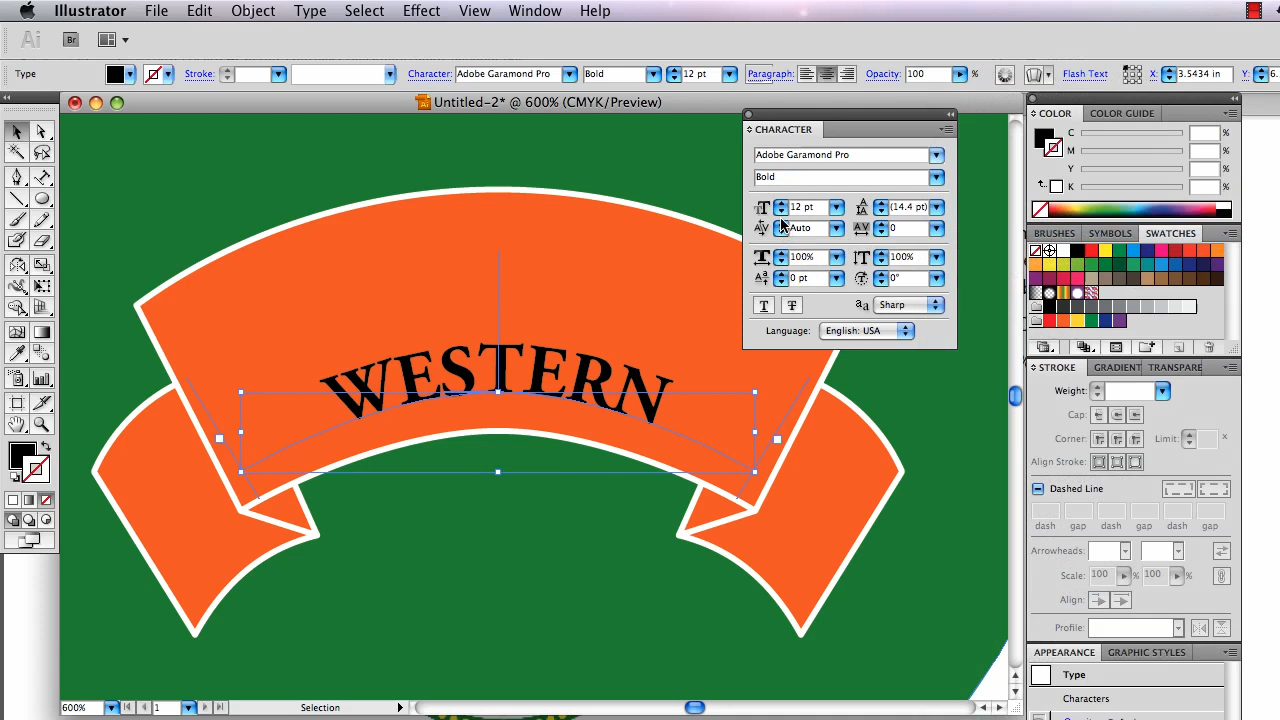 Illustrator File Edit Object Type Select Effect View Window Help
Ai Br
Type Stroke: Character: Adobe Garamond Pro Bold 12 pt Paragraph: Opacity: 100 % Flash Text X: 3.5434 in Y: 6.
Untitled-2* @ 600% (CMYK/Preview)
CHARACTER
Adobe Garamond Pro
Bold
12 pt (14.4 pt)
Auto 0
100% 100%
0 pt 0°
Sharp
Language: English: USA
WESTERN
COLOR COLOR GUIDE
C %
M %
Y %
K %
BRUSHES SYMBOLS SWATCHES
STROKE GRADIENT TRANSPARE
Weight:
Cap:
Corner: Limit: x
Align Stroke:
Dashed Line
dash gap dash gap dash gap
Arrowheads:
Scale: 100 % 100 %
Align:
Profile:
APPEARANCE GRAPHIC STYLES
Type
Characters
600% 1 Selection